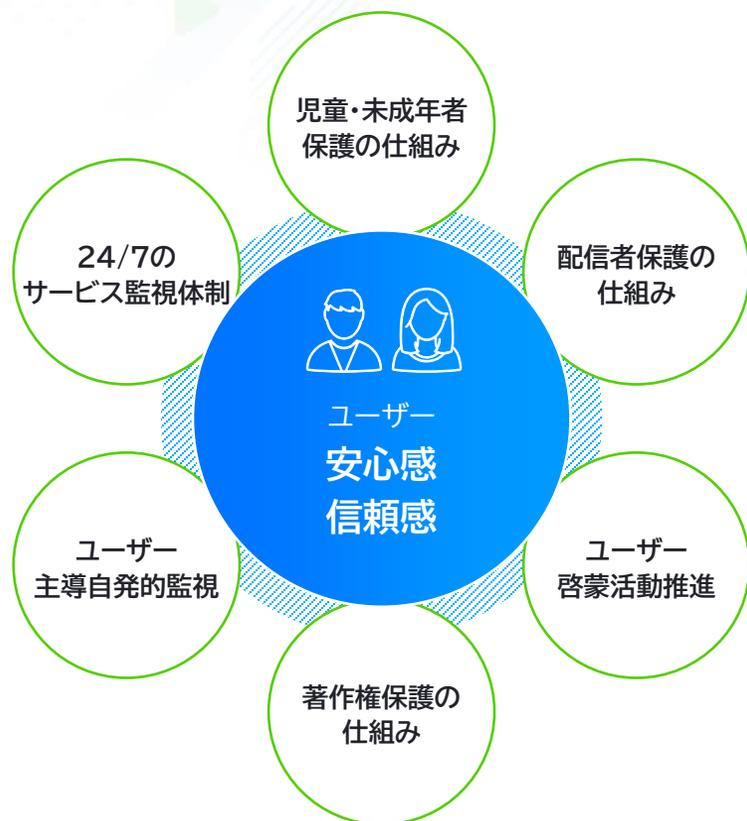 児童・未成年者
保護の仕組み
24/7の
サービス監視体制
配信者保護の
仕組み
ユーザー
安心感
信頼感
ユーザー
主導自発的監視
ユーザー
啓蒙活動推進
著作権保護の
仕組み